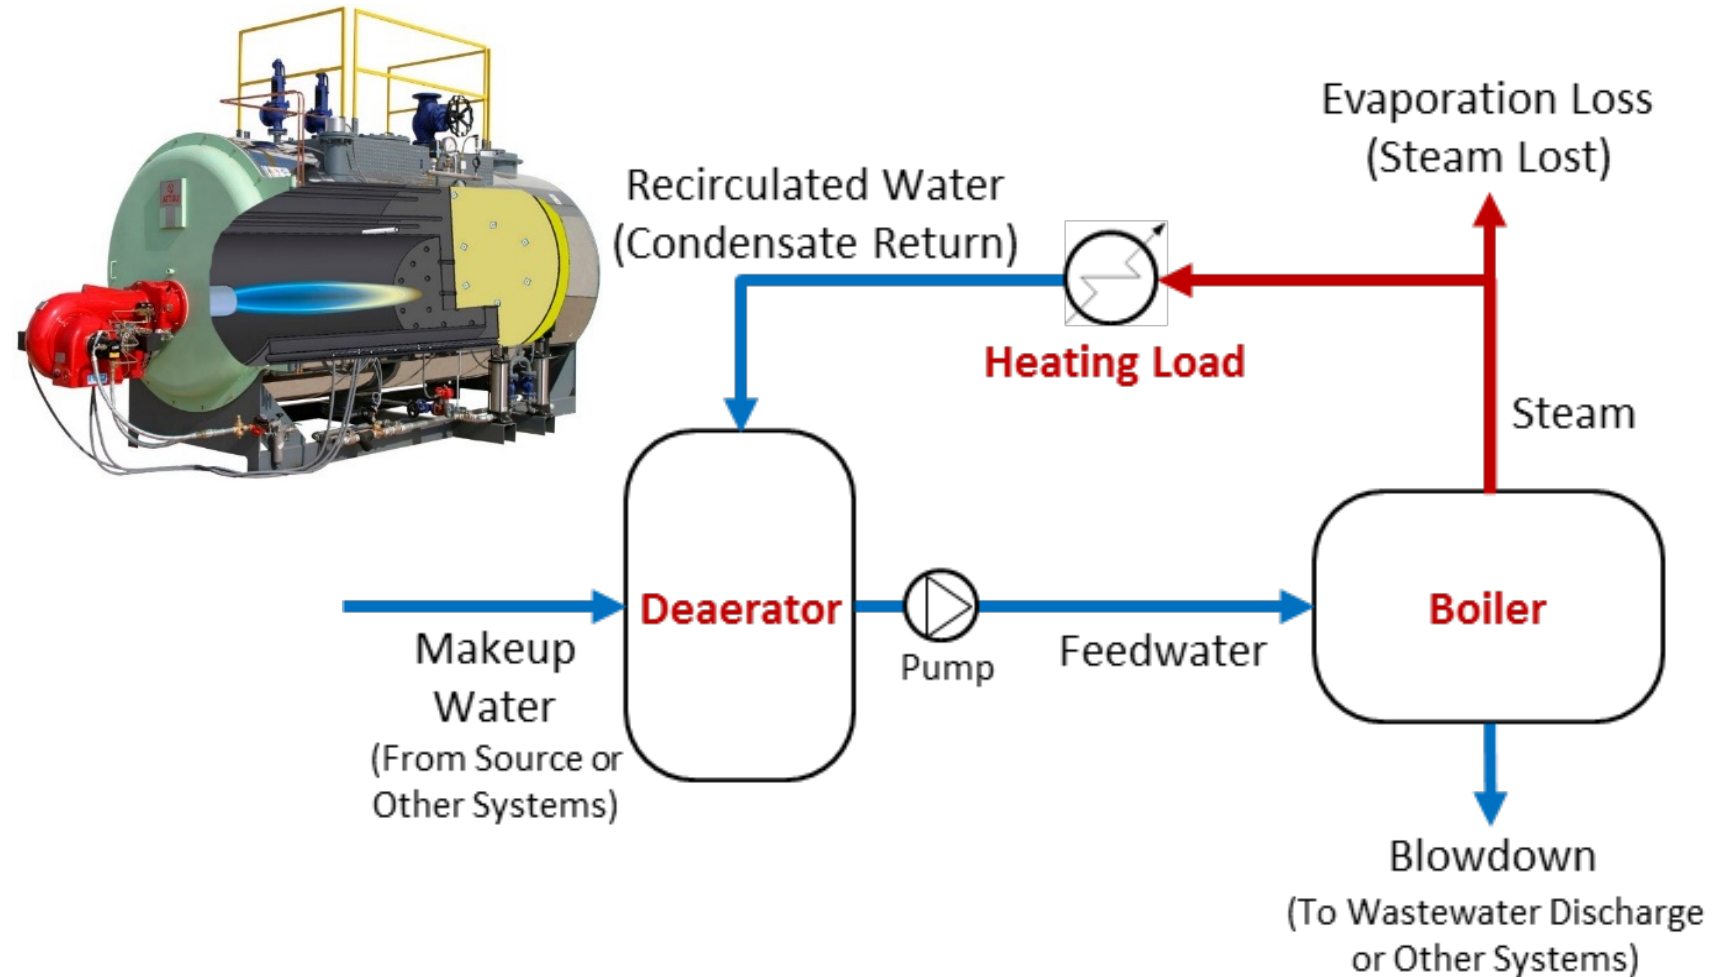 Evaporation Loss
(Steam Lost)
Recirculated Water
(Condensate Return)
Heating Load
Steam
Deaerator
Boiler
Makeup
Water
(From Source or
Other Systems)
Pump
Feedwater
Blowdown
(To Wastewater Discharge
or Other Systems)